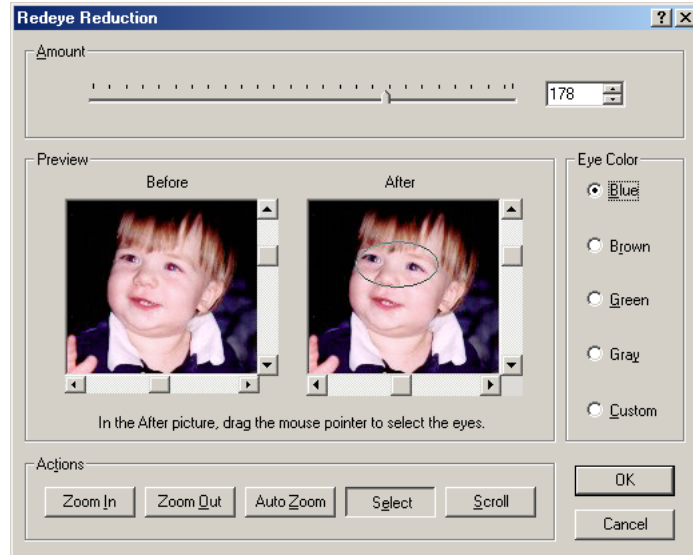 Redeye Reduction
Amount
178
Preview
Before After
In the After picture, drag the mouse pointer to select the eyes.
Eye Color
Blue
Brown
Green
Gray
Custom
Actions
Zoom In Zoom Out Auto Zoom Select Scroll
OK
Cancel